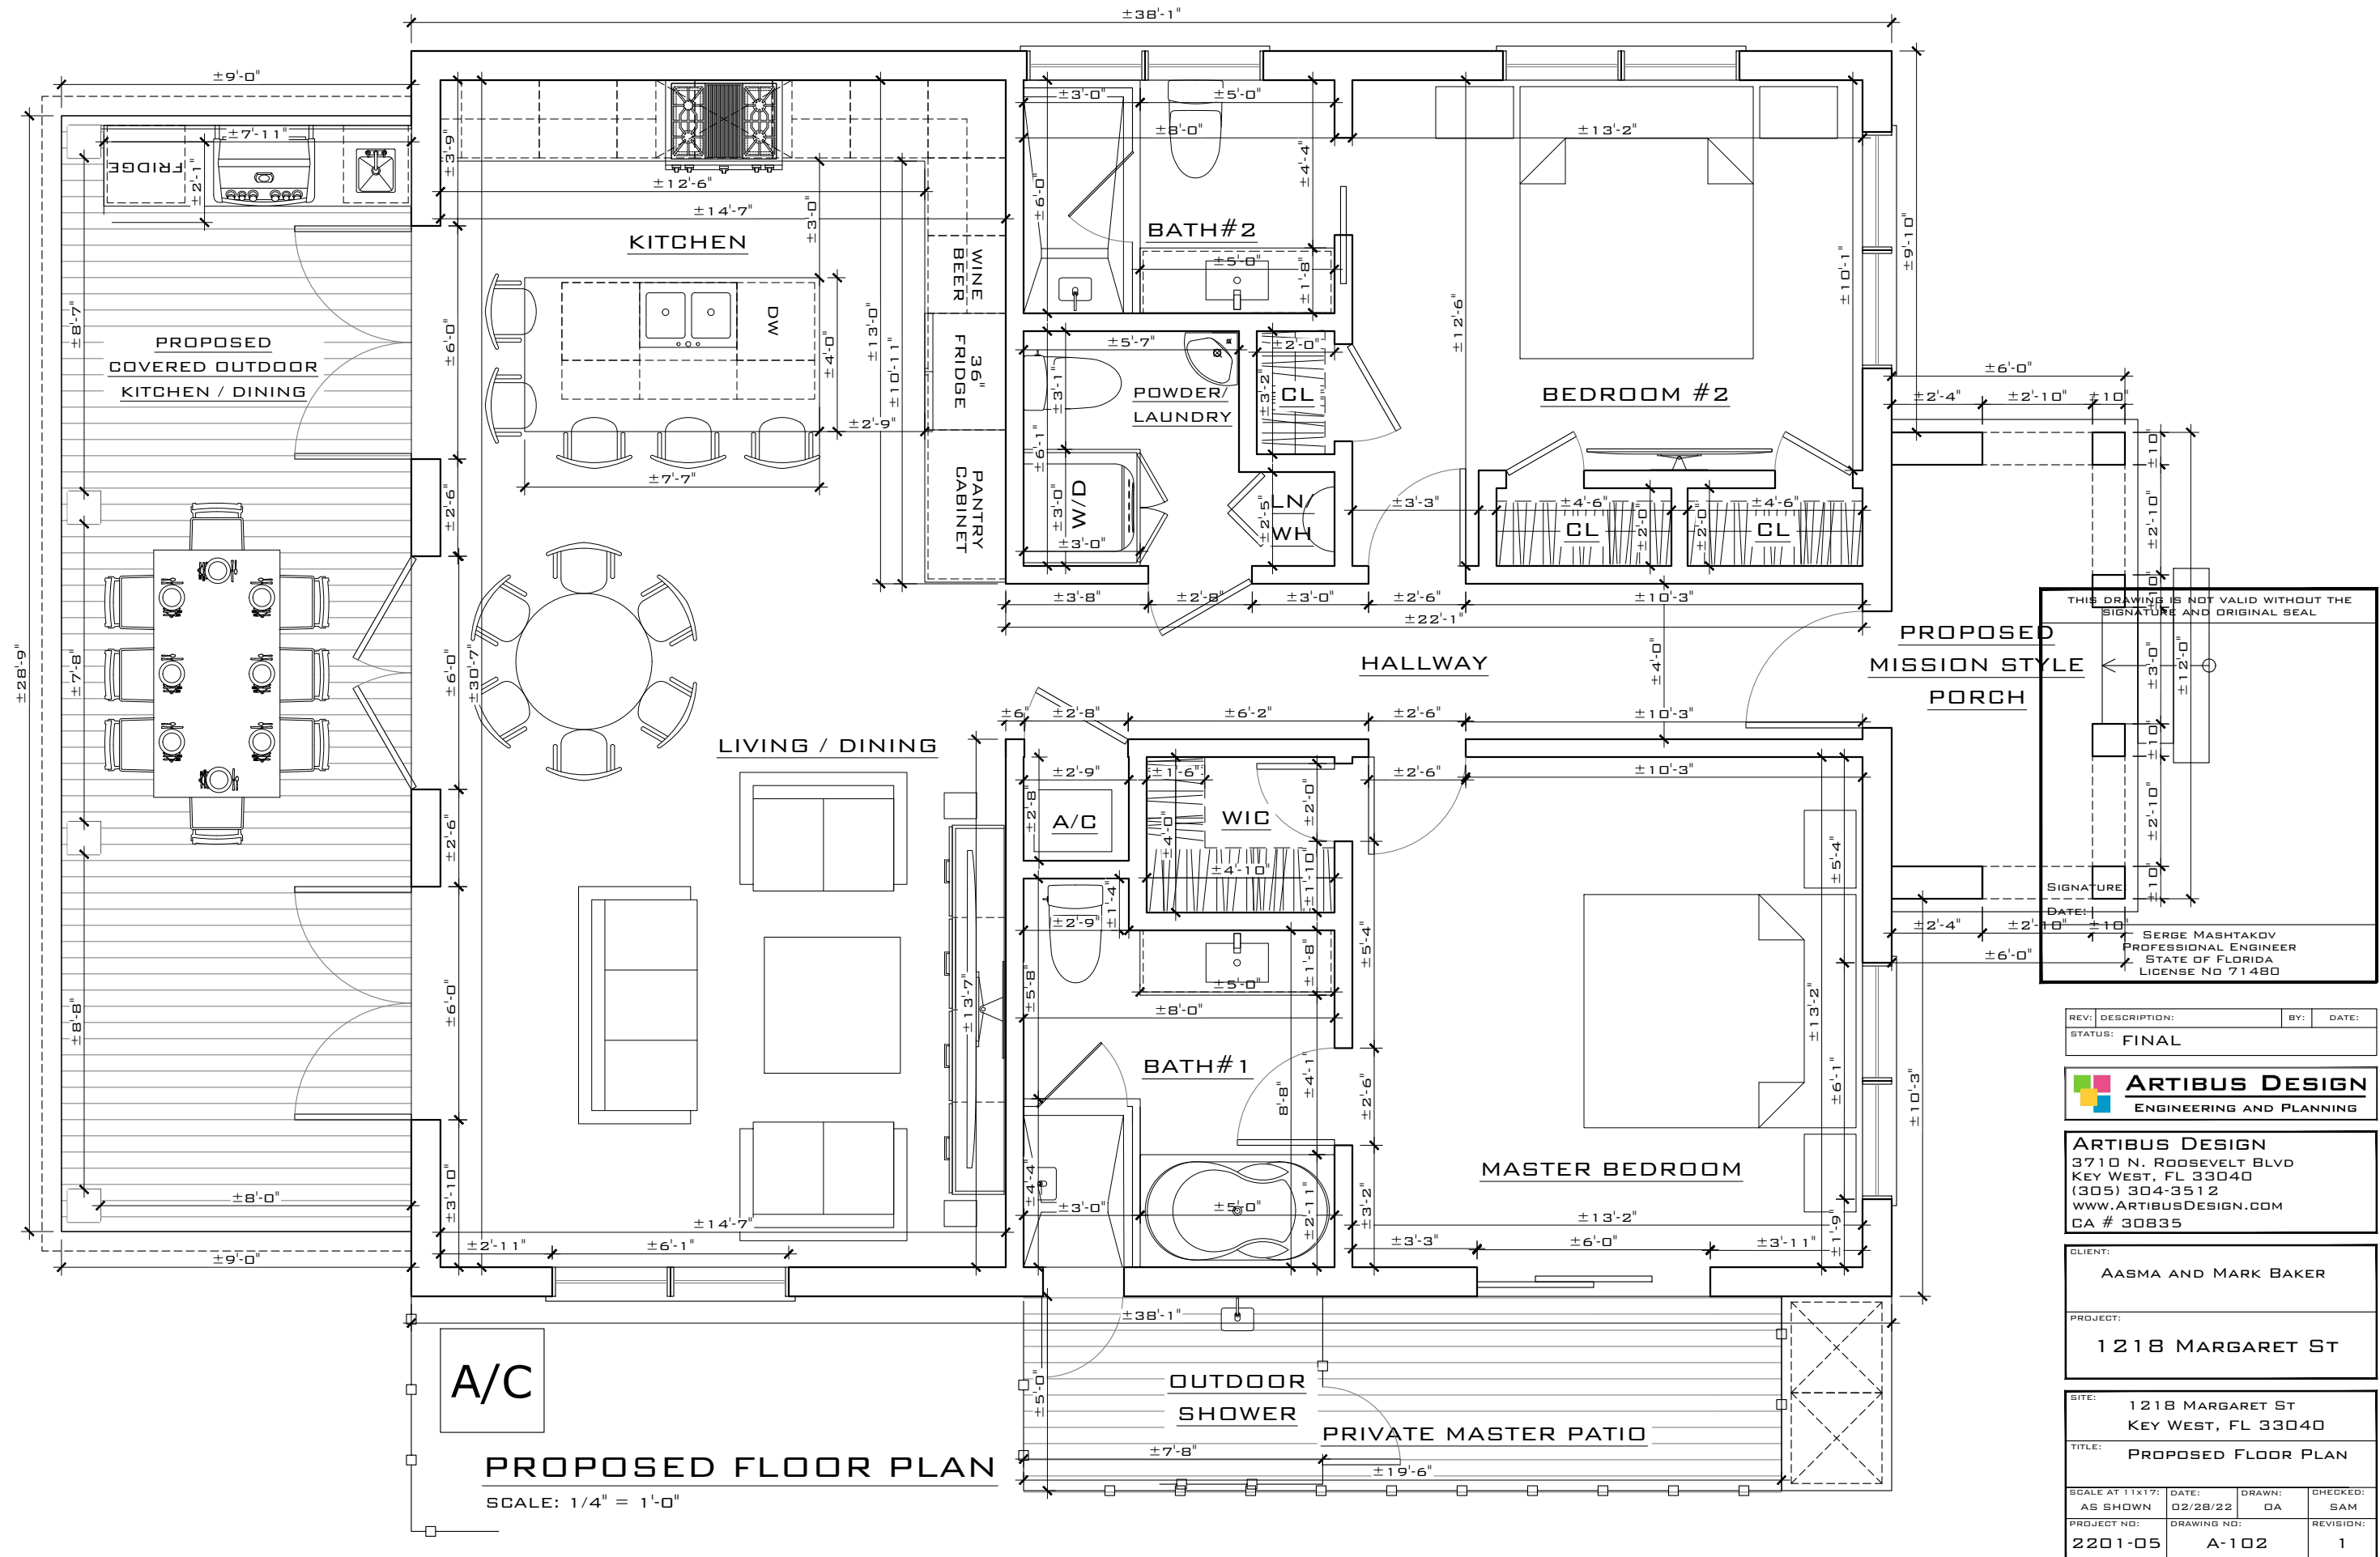 ±38'-1"
±9'-0"
±7'-11"
FRIDGE
±2'-1"
±3'-9"
±12'-6"
±14'-7"
±3'-0"
KITCHEN
WINE
BEER
±3'-0"
±5'-0"
±8'-0"
±4'-4"
±6'-0"
BATH#2
±5'-0"
±1'-8"
±13'-2"
±12'-6"
±10'-1"
±9'-10"
BEDROOM #2
±8'-7"
PROPOSED
COVERED OUTDOOR
KITCHEN / DINING
±6'-0"
DW
±4'-0"
±13'-0"
±10'-11"
36"
FRIDGE
±2'-9"
±7'-7"
PANTRY
CABINET
±5'-7"
±3'-1"
±6'-1"
POWDER/
LAUNDRY
±2'-0"
±3'-2"
CL
W/D
±3'-0"
±3'-0"
LN/
WH
±2'-5"
±3'-3"
±4'-6"
CL
±2'-0"
±4'-6"
CL
±2'-0"
±6'-0"
±2'-4"
±2'-10"
±10"
±10"
±2'-10"
±10"
±3'-0"
±12'-0"
±10"
±2'-10"
±10"
±2'-6"
±28'-9"
±7'-8"
±6'-0"
±30'-7"
±2'-6"
±3'-8"
±2'-8"
±3'-0"
±2'-6"
±10'-3"
±22'-1"
HALLWAY
±4'-0"
PROPOSED
MISSION STYLE
PORCH
THIS DRAWING IS NOT VALID WITHOUT THE
SIGNATURE AND ORIGINAL SEAL
SIGNATURE:
DATE:
SERGE MASHTAKOV
PROFESSIONAL ENGINEER
STATE OF FLORIDA
LICENSE NO 71480
LIVING / DINING
±6"
±2'-8"
±6'-2"
±2'-6"
±10'-3"
±2'-9"
±1'-6"
±2'-6"
±10'-3"
±2'-8"
A/C
±4'-0"
WIC
±2'-0"
±4'-10"
±1'-10"
±5'-4"
±2'-9"
±1'-4"
±5'-4"
±2'-4"
±2'-10"
±10"
±6'-0"
±8'-8"
±6'-0"
±13'-7"
±5'-8"
±5'-0"
±1'-8"
±8'-0"
BATH#1
8'-8"
±4'-1"
±2'-6"
±13'-2"
±6'-1"
±10'-3"
MASTER BEDROOM
±8'-0"
±3'-10"
±14'-7"
±2'-11"
±6'-1"
±4'-4"
±3'-0"
±5'-0"
±2'-11"
±3'-2"
±13'-2"
±1'-9"
±3'-3"
±6'-0"
±3'-11"
±9'-0"
±38'-1"
A/C
±5'-0"
OUTDOOR
SHOWER
PRIVATE MASTER PATIO
±7'-8"
±19'-6"
PROPOSED FLOOR PLAN
SCALE: 1/4" = 1'-0"
REV: DESCRIPTION: BY: DATE:
STATUS: FINAL
ARTIBUS DESIGN
ENGINEERING AND PLANNING
ARTIBUS DESIGN
3710 N. ROOSEVELT BLVD
KEY WEST, FL 33040
(305) 304-3512
WWW.ARTIBUSDESIGN.COM
CA # 30835
CLIENT:
AASMA AND MARK BAKER
PROJECT:
1218 MARGARET ST
SITE:
1218 MARGARET ST
KEY WEST, FL 33040
TITLE:
PROPOSED FLOOR PLAN
SCALE AT 11x17: DATE: DRAWN: CHECKED:
AS SHOWN 02/28/22 OA SAM
PROJECT NO: DRAWING NO: REVISION:
2201-05 A-102 1